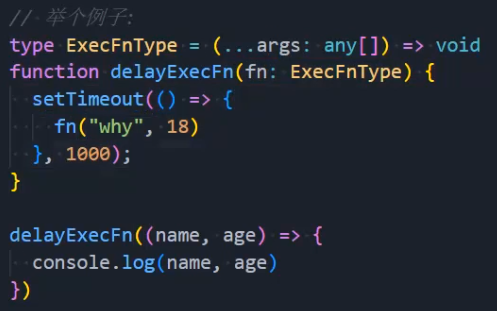 // 举个例子:
type ExecFnType = (...args: any[]) => void
function delayExecFn(fn: ExecFnType) {
  setTimeout(() => {
    fn("why", 18)
  }, 1000);
}

delayExecFn((name, age) => {
  console.log(name, age)
})